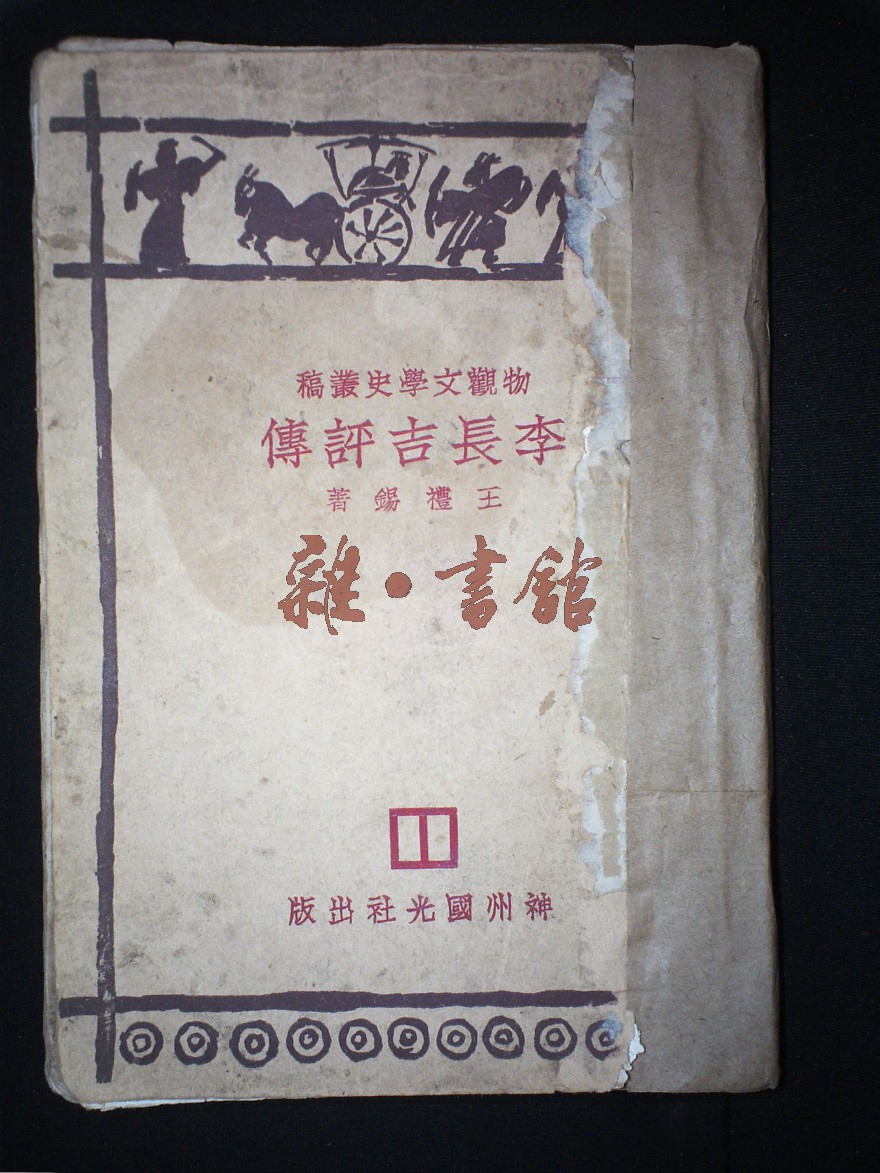 物觀文學史叢稿
李長吉評傳
王禮錫著
雜·書館
神州國光社出版